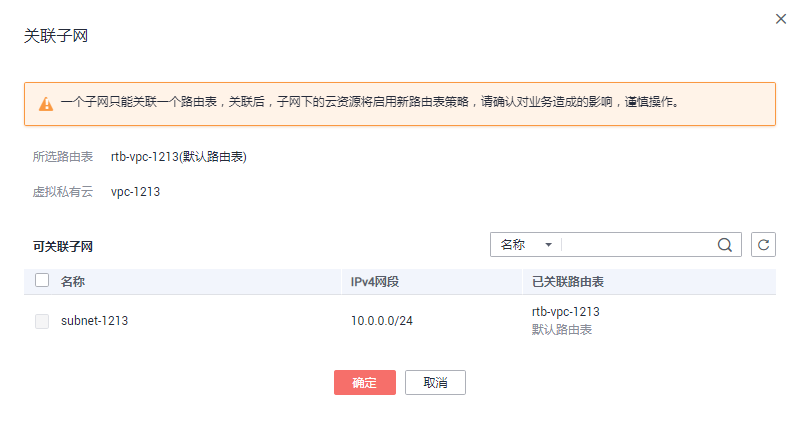 关联子网
一个子网只能关联一个路由表，关联后，子网下的云资源将启用新路由表策略，请确认对业务造成的影响，谨慎操作。
所选路由表 rtb-vpc-1213(默认路由表)
虚拟私有云 vpc-1213
可关联子网 名称
名称 IPv4网段 已关联路由表
subnet-1213 10.0.0.0/24 rtb-vpc-1213
默认路由表
确定 取消